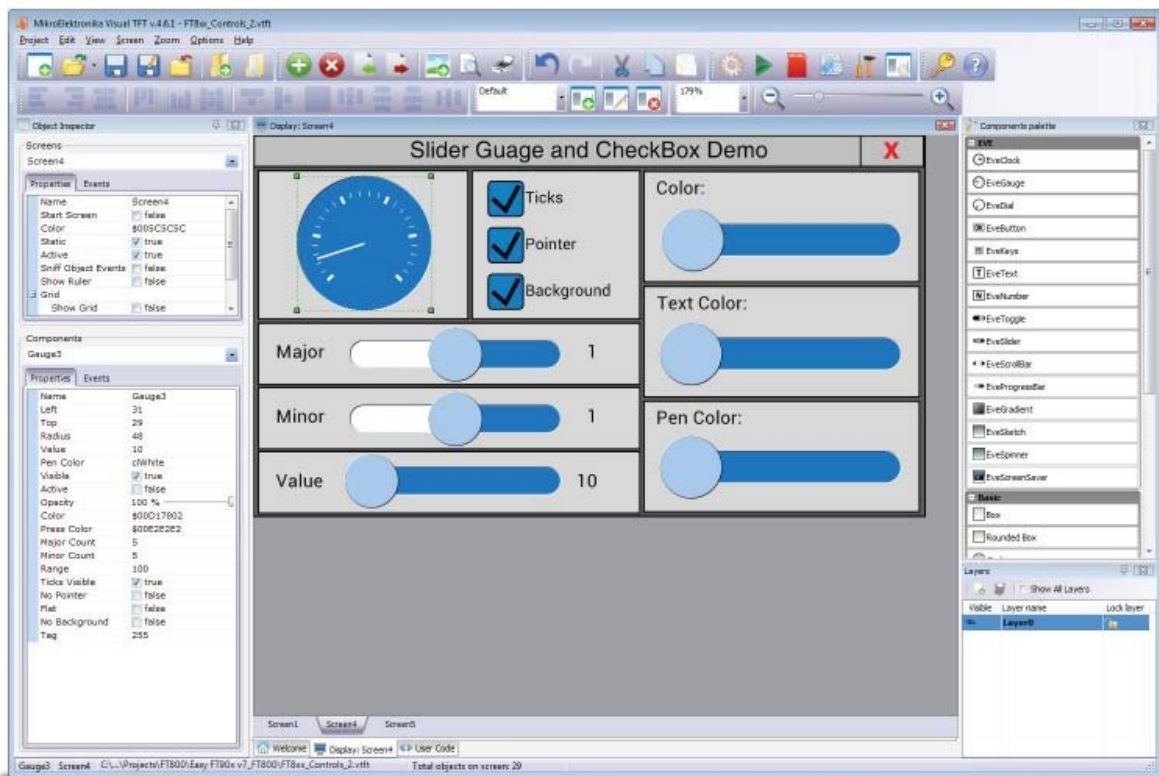 MikroElektronika Visual TFT v.4.6.1 - FT8xx_Controls_2.vtft
Project Edit View Screen Zoom Options Help
Default
179%
Object Inspector
Screens
Screen4
Properties Events
Name Screen4
Start Screen false
Color $005C5C5C
Static true
Active true
Sniff Object Events false
Show Ruler false
Grid
Show Grid false
Components
Gauge3
Properties Events
Name Gauge3
Left 31
Top 29
Radius 48
Value 10
Pen Color clWhite
Visible true
Active false
Opacity 100 %
Color $00D17802
Press Color $00E2E2E2
Major Count 5
Minor Count 5
Range 100
Ticks Visible true
No Pointer false
Flat false
No Background false
Tag 255
Display: Screen4
Slider Guage and CheckBox Demo X
Ticks
Pointer
Background
Major 1
Minor 1
Value 10
Color:
Text Color:
Pen Color:
Screen1 Screen4 Screen5
Welcome Display: Screen4 User Code
Components palette
EVE
EveClock
EveGauge
EveDial
EveButton
EveKeys
EveText
EveNumber
EveToggle
EveSlider
EveScrollBar
EveProgressBar
EveGradient
EveSketch
EveSpinner
EveScreenSaver
Basic
Box
Rounded Box
Layers
Show All Layers
Visible Layer name Lock layer
Layer0
Gauge3 Screen4 C:\...\Projects\FT800\Easy FT90x v7_FT800\FT8xx_Controls_2.vtft Total objects on screen: 29